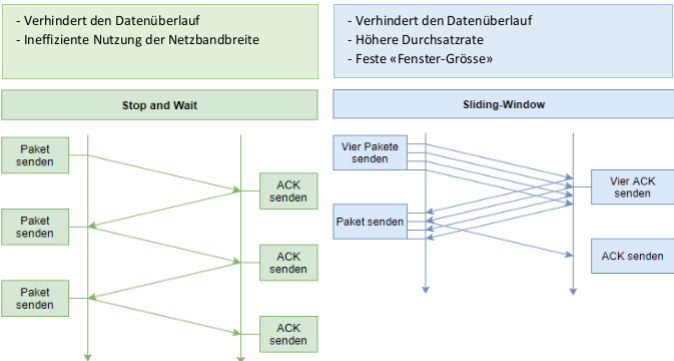 - Verhindert den Datenüberlauf
- Ineffiziente Nutzung der Netzbandbreite
Stop and Wait
Paket
senden
ACK
senden
Paket
senden
ACK
senden
Paket
senden
ACK
senden
- Verhindert den Datenüberlauf
- Höhere Durchsatzrate
- Feste «Fenster-Grösse»
Sliding-Window
Vier Pakete
senden
Vier ACK
senden
Paket senden
ACK senden